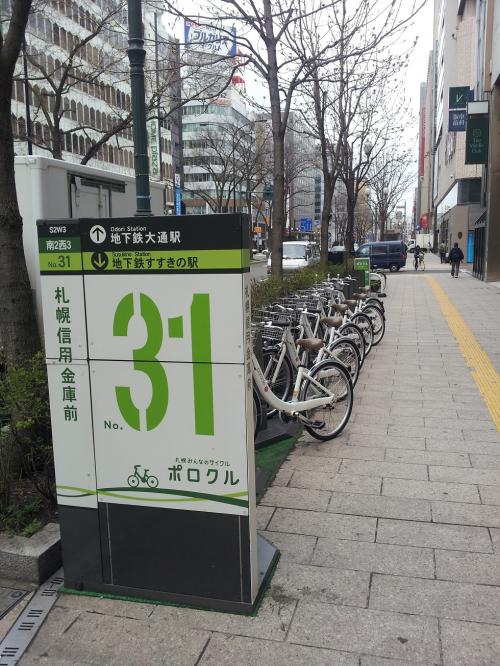 S2W3
南2西3
No.31
Odori Station
地下鉄大通駅
Susukino Station
地下鉄すすきの駅
札幌信用金庫前
No.31
札幌みんなのサイクル
ポロクル